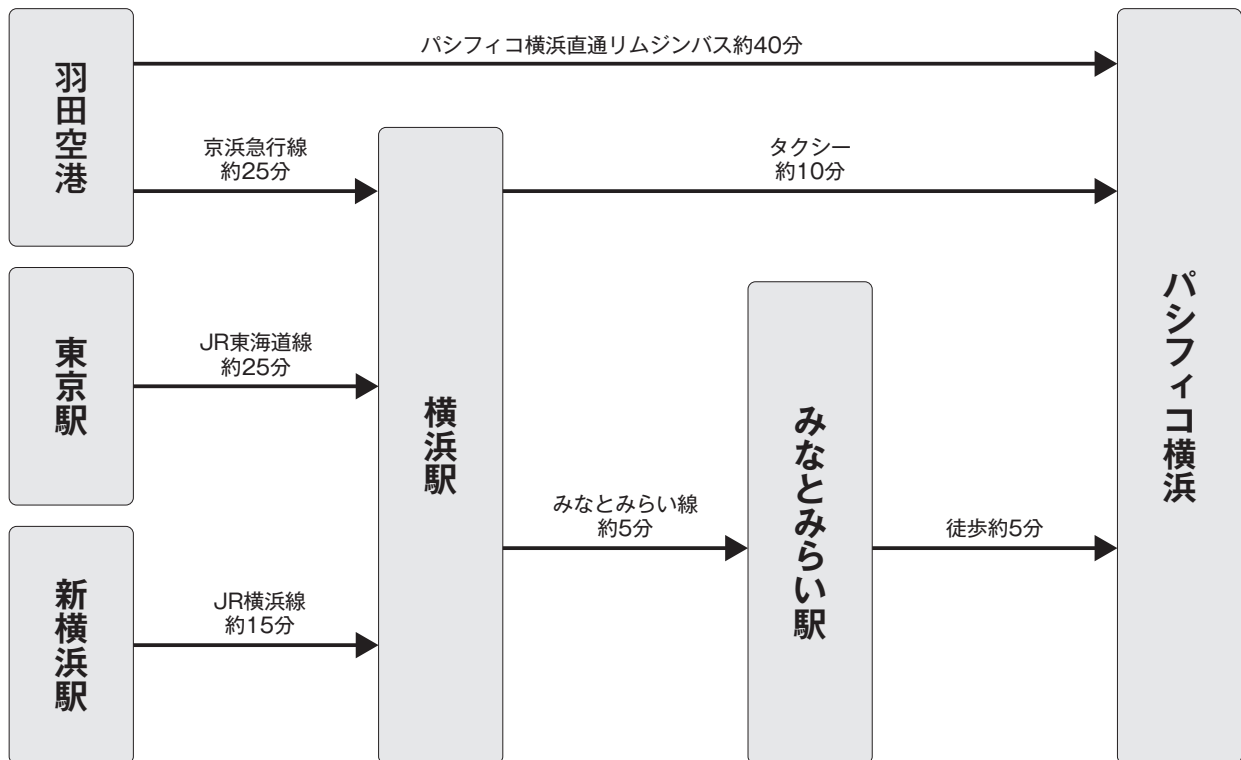 パシフィコ横浜直通リムジンバス約40分
羽田空港
京浜急行線
約25分
タクシー
約10分
東京駅
JR東海道線
約25分
横浜駅
みなとみらい駅
パシフィコ横浜
みなとみらい線
約5分
徒歩約5分
新横浜駅
JR横浜線
約15分